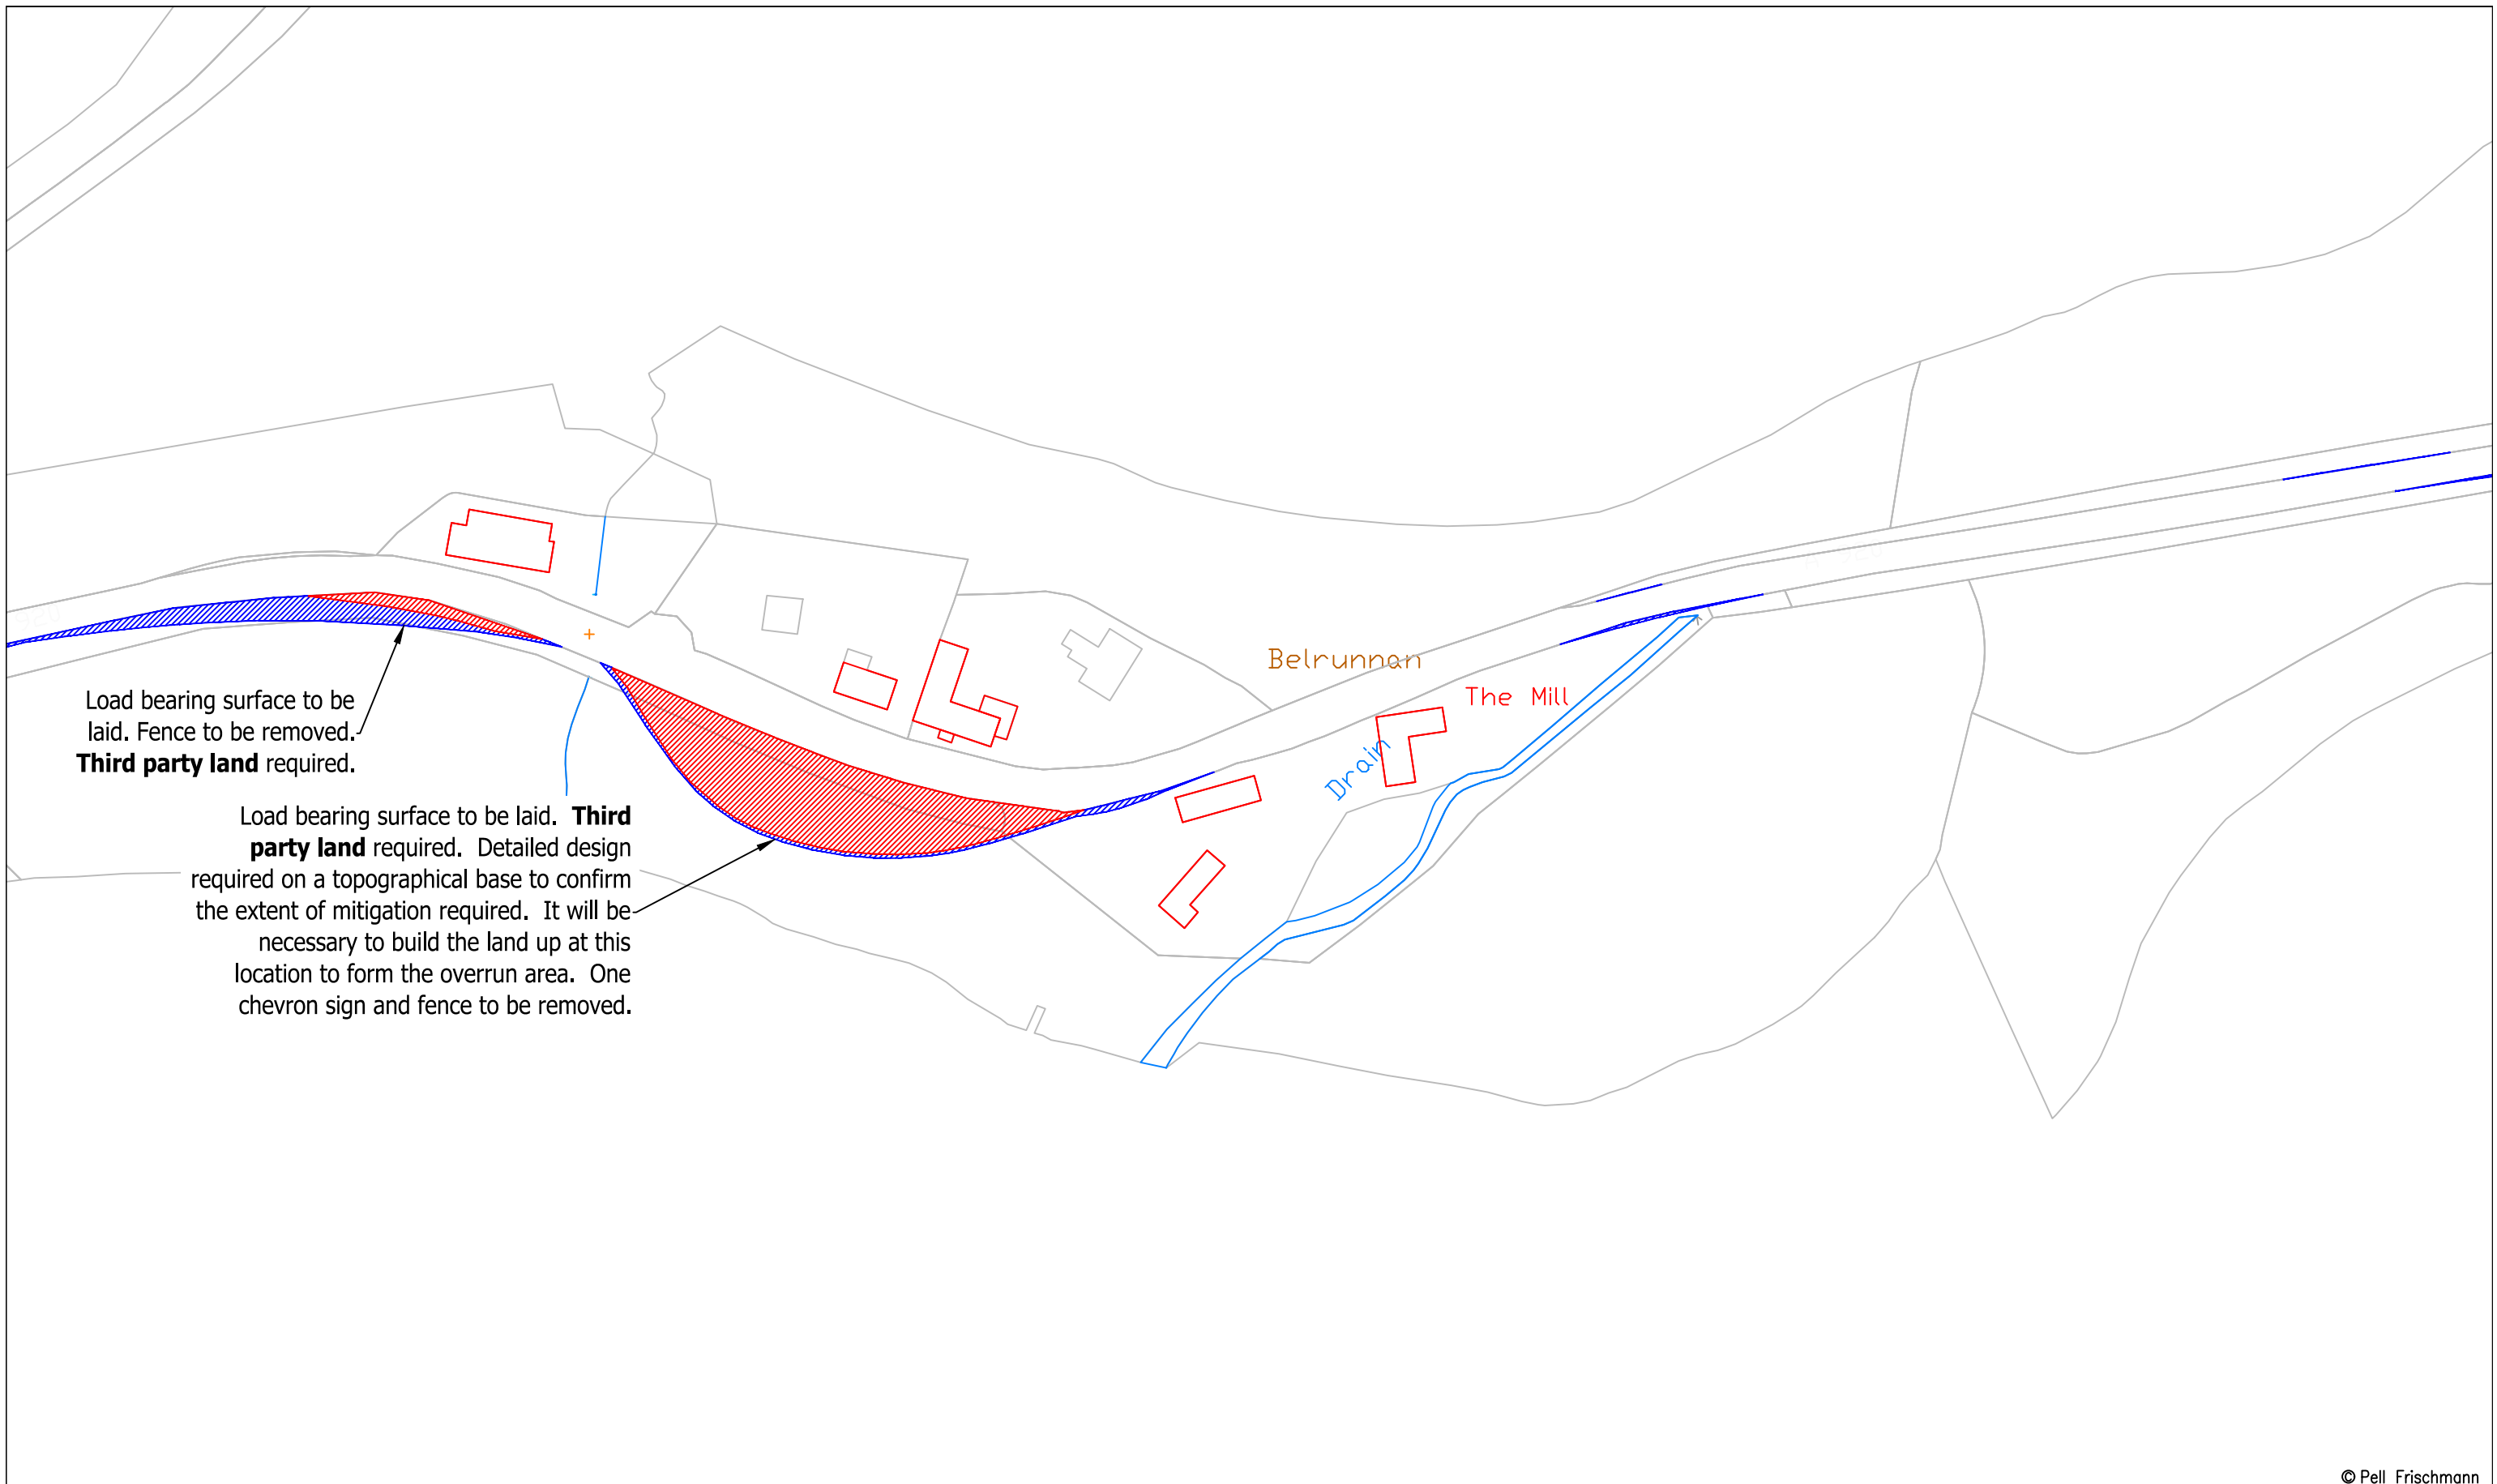 Belrunnan
The Mill
Drain
Load bearing surface to be
laid. Fence to be removed.
Third party land required.
Load bearing surface to be laid. Third
party land required. Detailed design
required on a topographical base to confirm
the extent of mitigation required. It will be
necessary to build the land up at this
location to form the overrun area. One
chevron sign and fence to be removed.
© Pell Frischmann